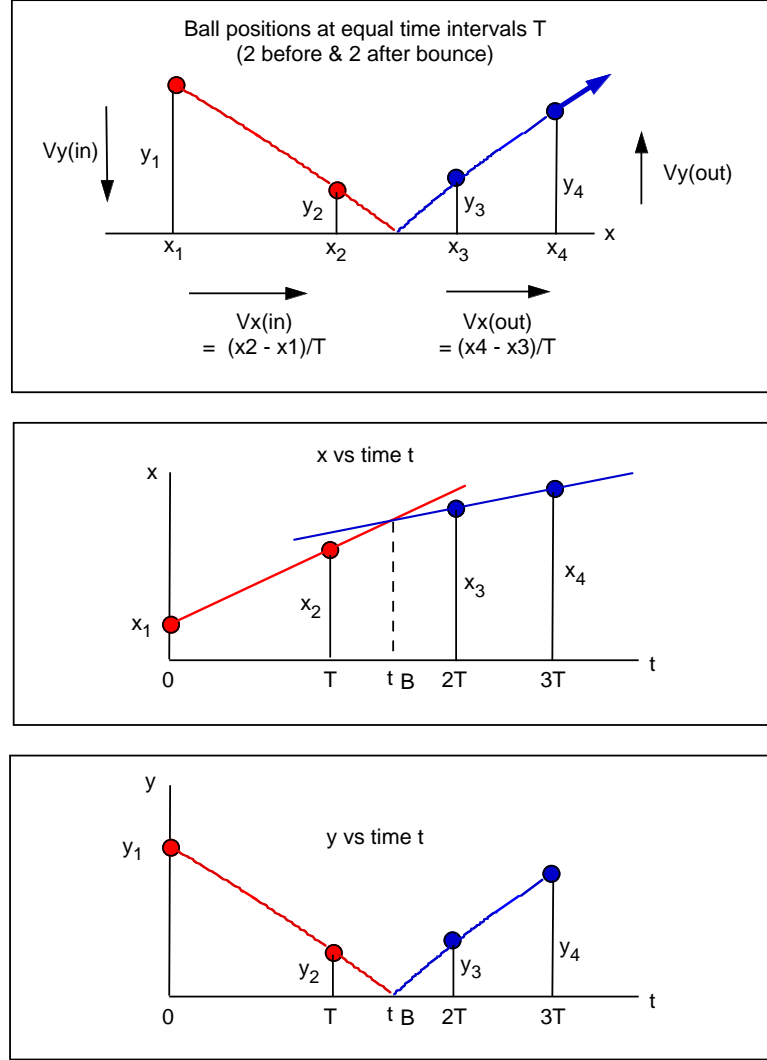 Ball positions at equal time intervals T
(2 before & 2 after bounce)
Vy(in)
y1
y2
y3
y4
Vy(out)
x1
x2
x3
x4
x
Vx(in)
= (x2 - x1)/T
Vx(out)
= (x4 - x3)/T
x vs time t
x
x1
x2
x3
x4
0
T
t B
2T
3T
t
y
y vs time t
y1
y2
y3
y4
0
T
t B
2T
3T
t